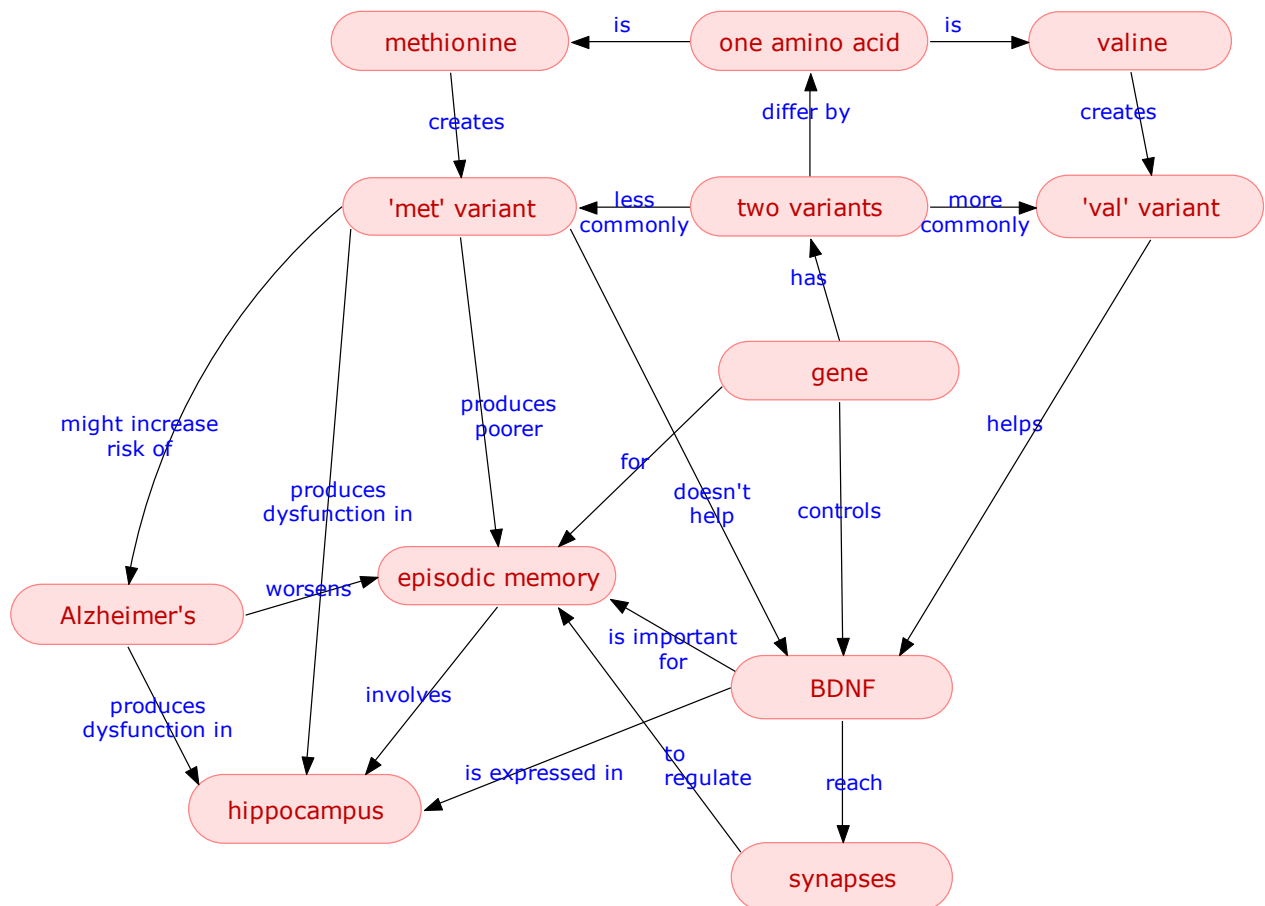 is
is
methionine
one amino acid
valine
differ by
creates
creates
less
commonly
more
commonly
'met' variant
two variants
'val' variant
has
gene
produces
poorer
might increase
risk of
helps
for
produces
dysfunction in
doesn't
help
controls
episodic memory
worsens
Alzheimer's
is important
for
BDNF
involves
produces
dysfunction in
is expressed in
to
regulate
reach
hippocampus
synapses